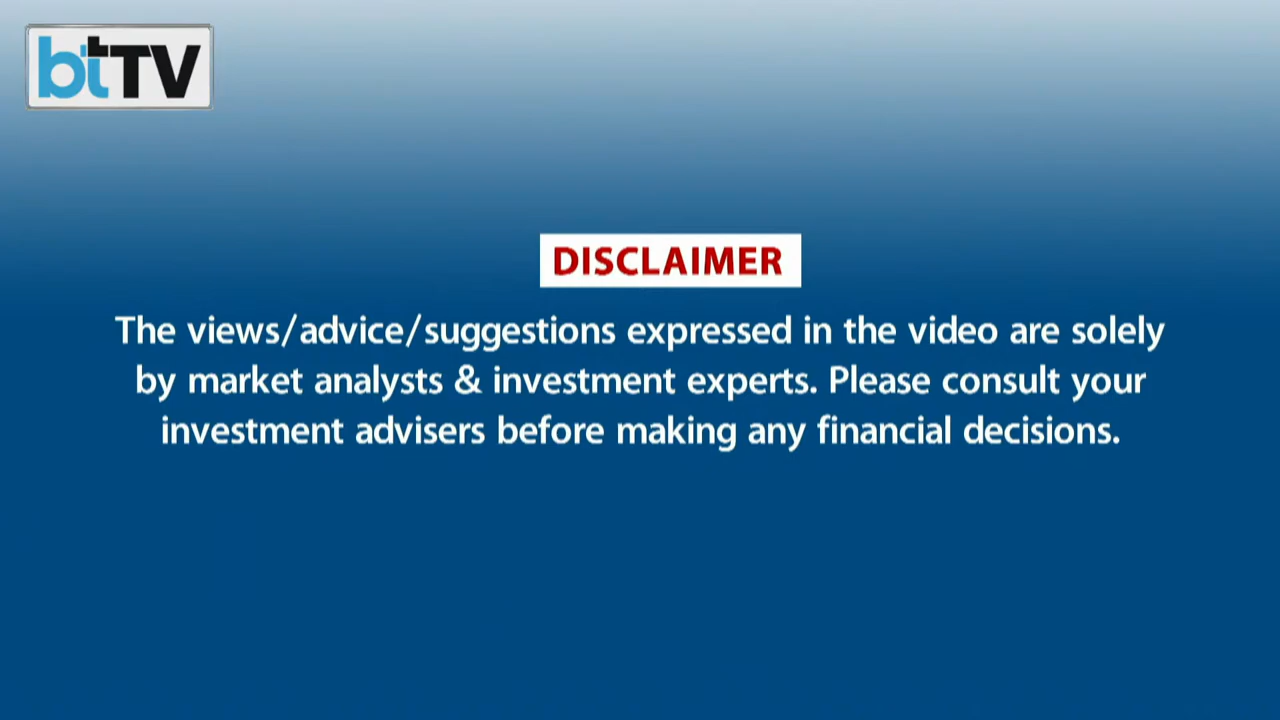 btTV
DISCLAIMER
The views/advice/suggestions expressed in the video are solely
by market analysts & investment experts. Please consult your
investment advisers before making any financial decisions.